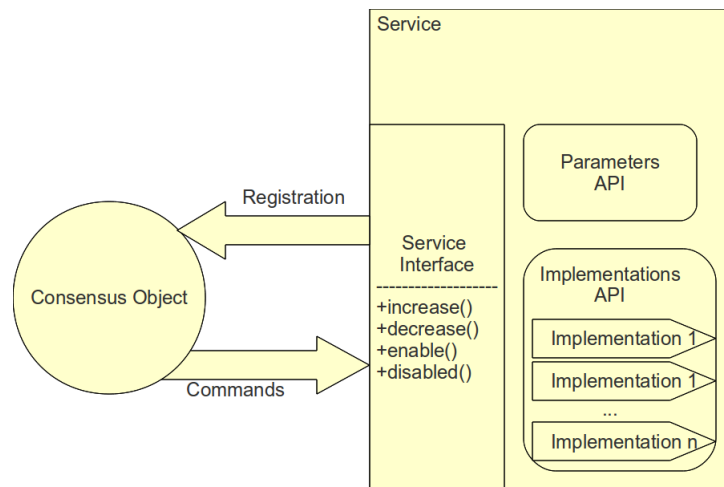 Service
Parameters
API
Registration
Service
Interface
--------------------
+increase()
+decrease()
+enable()
+disabled()
Consensus Object
Commands
Implementations
API
Implementation 1
Implementation 1
...
Implementation n